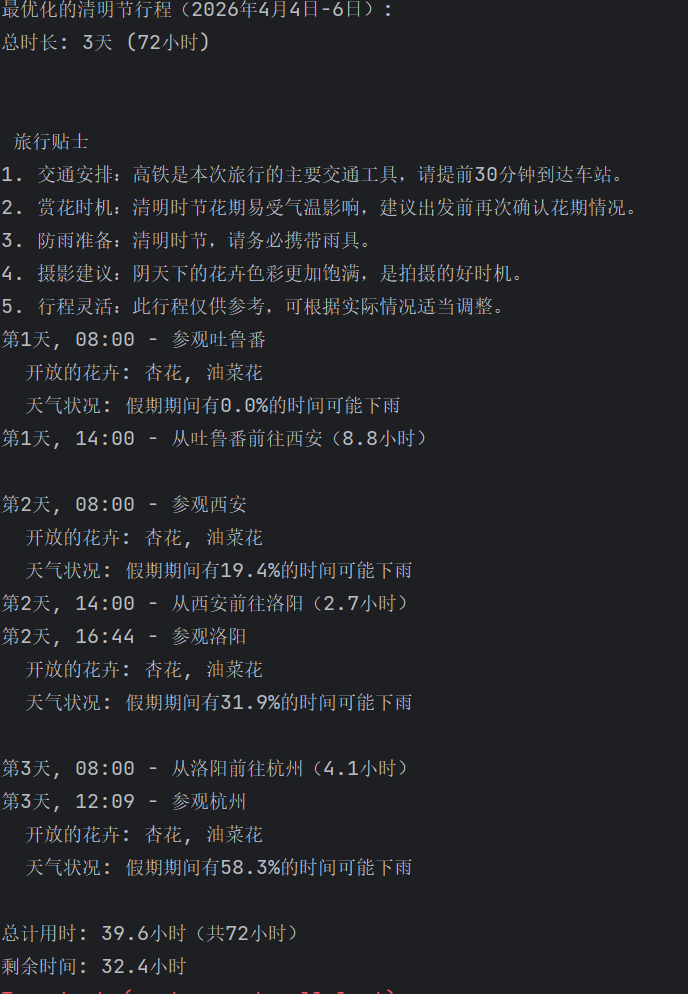 最优化的清明节行程（2026年4月4日-6日）:
总时长: 3天 (72小时)
旅行贴士
1. 交通安排：高铁是本次旅行的主要交通工具，请提前30分钟到达车站。
2. 赏花时机：清明时节花期易受气温影响，建议出发前再次确认花期情况。
3. 防雨准备：清明时节，请务必携带雨具。
4. 摄影建议：阴天下的花卉色彩更加饱满，是拍摄的好时机。
5. 行程灵活：此行程仅供参考，可根据实际情况适当调整。
第1天, 08:00 - 参观吐鲁番
开放的花卉: 杏花, 油菜花
天气状况: 假期期间有0.0%的时间可能下雨
第1天, 14:00 - 从吐鲁番前往西安（8.8小时）
第2天, 08:00 - 参观西安
开放的花卉: 杏花, 油菜花
天气状况: 假期期间有19.4%的时间可能下雨
第2天, 14:00 - 从西安前往洛阳（2.7小时）
第2天, 16:44 - 参观洛阳
开放的花卉: 杏花, 油菜花
天气状况: 假期期间有31.9%的时间可能下雨
第3天, 08:00 - 从洛阳前往杭州（4.1小时）
第3天, 12:09 - 参观杭州
开放的花卉: 杏花, 油菜花
天气状况: 假期期间有58.3%的时间可能下雨
总计用时: 39.6小时（共72小时）
剩余时间: 32.4小时